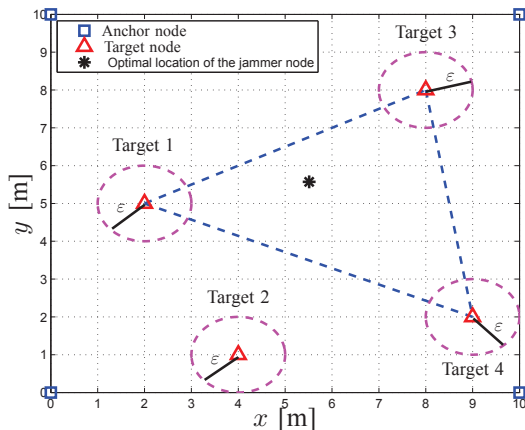 Anchor node
Target node
Optimal location of the jammer node
Target 3
ε
Target 1
ε
Target 2
ε
Target 4
ε
10
9
8
7
6
5
4
3
2
1
0
0 1 2 3 4 5 6 7 8 9 10
x [m]
y [m]